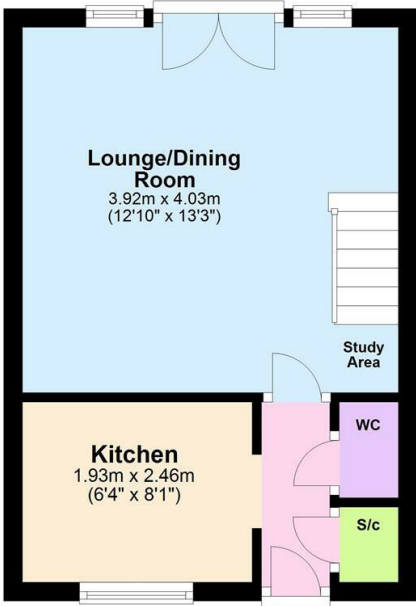 Lounge/Dining
Room
3.92m x 4.03m
(12'10" x 13'3")
Study
Area
WC
Kitchen
1.93m x 2.46m
(6'4" x 8'1")
S/c